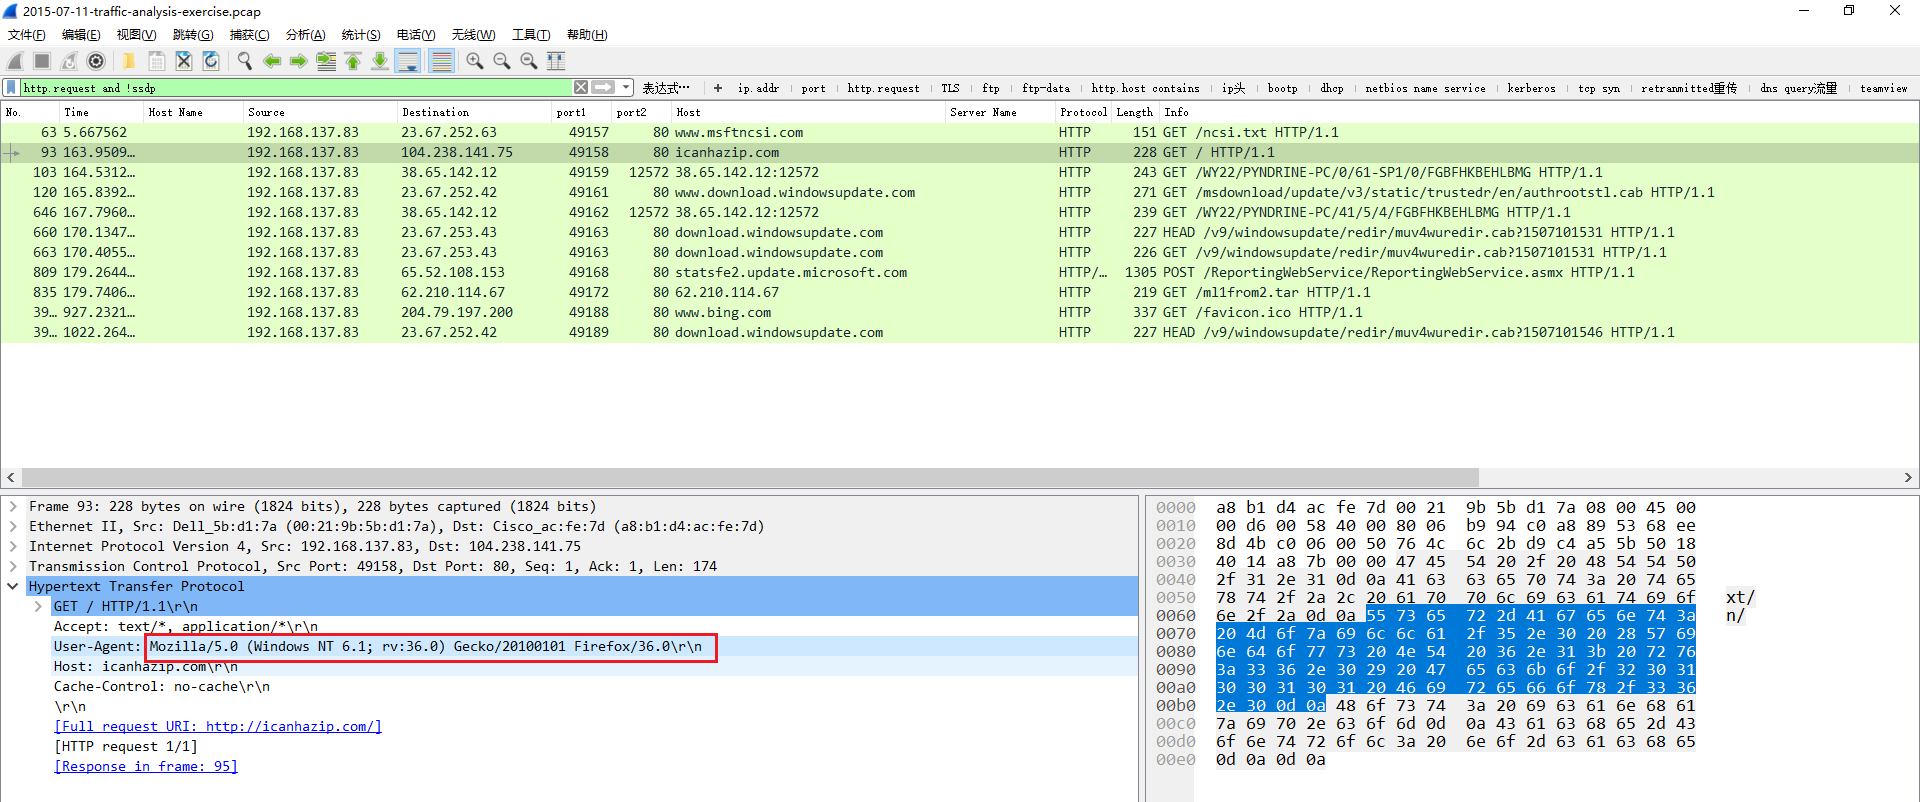 2015-07-11-traffic-analysis-exercise.pcap
文件(F) 编辑(E) 视图(V) 跳转(G) 捕获(C) 分析(A) 统计(S) 电话(Y) 无线(W) 工具(T) 帮助(H)
http.request and !ssdp 表达式… + ip.addr port http.request TLS ftp ftp-data http.host contains ip头 bootp dhcp netbios name service kerberos tcp syn retranmitted重传 dns query流量 teamview
No. Time Host Name Source Destination port1 port2 Host Server Name Protocol Length Info
63 5.667562 192.168.137.83 23.67.252.63 49157 80 www.msftncsi.com HTTP 151 GET /ncsi.txt HTTP/1.1
93 163.9509… 192.168.137.83 104.238.141.75 49158 80 icanhazip.com HTTP 228 GET / HTTP/1.1
103 164.5312… 192.168.137.83 38.65.142.12 49159 12572 38.65.142.12:12572 HTTP 243 GET /WY22/PYNDRINE-PC/0/61-SP1/0/FGBFHKBEHLBMG HTTP/1.1
120 165.8392… 192.168.137.83 23.67.252.42 49161 80 www.download.windowsupdate.com HTTP 271 GET /msdownload/update/v3/static/trustedr/en/authrootstl.cab HTTP/1.1
646 167.7960… 192.168.137.83 38.65.142.12 49162 12572 38.65.142.12:12572 HTTP 239 GET /WY22/PYNDRINE-PC/41/5/4/FGBFHKBEHLBMG HTTP/1.1
660 170.1347… 192.168.137.83 23.67.253.43 49163 80 download.windowsupdate.com HTTP 227 HEAD /v9/windowsupdate/redir/muv4wuredir.cab?1507101531 HTTP/1.1
663 170.4055… 192.168.137.83 23.67.253.43 49163 80 download.windowsupdate.com HTTP 226 GET /v9/windowsupdate/redir/muv4wuredir.cab?1507101531 HTTP/1.1
809 179.2644… 192.168.137.83 65.52.108.153 49168 80 statsfe2.update.microsoft.com HTTP/… 1305 POST /ReportingWebService/ReportingWebService.asmx HTTP/1.1
835 179.7406… 192.168.137.83 62.210.114.67 49172 80 62.210.114.67 HTTP 219 GET /ml1from2.tar HTTP/1.1
39… 927.2321… 192.168.137.83 204.79.197.200 49188 80 www.bing.com HTTP 337 GET /favicon.ico HTTP/1.1
39… 1022.264… 192.168.137.83 23.67.252.42 49189 80 download.windowsupdate.com HTTP 227 HEAD /v9/windowsupdate/redir/muv4wuredir.cab?1507101546 HTTP/1.1
Frame 93: 228 bytes on wire (1824 bits), 228 bytes captured (1824 bits)
Ethernet II, Src: Dell_5b:d1:7a (00:21:9b:5b:d1:7a), Dst: Cisco_ac:fe:7d (a8:b1:d4:ac:fe:7d)
Internet Protocol Version 4, Src: 192.168.137.83, Dst: 104.238.141.75
Transmission Control Protocol, Src Port: 49158, Dst Port: 80, Seq: 1, Ack: 1, Len: 174
Hypertext Transfer Protocol
GET / HTTP/1.1\r\n
Accept: text/*, application/*\r\n
User-Agent: Mozilla/5.0 (Windows NT 6.1; rv:36.0) Gecko/20100101 Firefox/36.0\r\n
Host: icanhazip.com\r\n
Cache-Control: no-cache\r\n
\r\n
[Full request URI: http://icanhazip.com/]
[HTTP request 1/1]
[Response in frame: 95]
0000 a8 b1 d4 ac fe 7d 00 21 9b 5b d1 7a 08 00 45 00
0010 00 d6 00 58 40 00 80 06 b9 94 c0 a8 89 53 68 ee
0020 8d 4b c0 06 00 50 76 4c 6c 2b d9 c4 a5 5b 50 18
0030 40 14 a8 7b 00 00 47 45 54 20 2f 20 48 54 54 50
0040 2f 31 2e 31 0d 0a 41 63 63 65 70 74 3a 20 74 65
0050 78 74 2f 2a 2c 20 61 70 70 6c 69 63 61 74 69 6f xt/
0060 6e 2f 2a 0d 0a 55 73 65 72 2d 41 67 65 6e 74 3a n/
0070 20 4d 6f 7a 69 6c 6c 61 2f 35 2e 30 20 28 57 69
0080 6e 64 6f 77 73 20 4e 54 20 36 2e 31 3b 20 72 76
0090 3a 33 36 2e 30 29 20 47 65 63 6b 6f 2f 32 30 31
00a0 30 30 31 30 31 20 46 69 72 65 66 6f 78 2f 33 36
00b0 2e 30 0d 0a 48 6f 73 74 3a 20 69 63 61 6e 68 61
00c0 7a 69 70 2e 63 6f 6d 0d 0a 43 61 63 68 65 2d 43
00d0 6f 6e 74 72 6f 6c 3a 20 6e 6f 2d 63 61 63 68 65
00e0 0d 0a 0d 0a